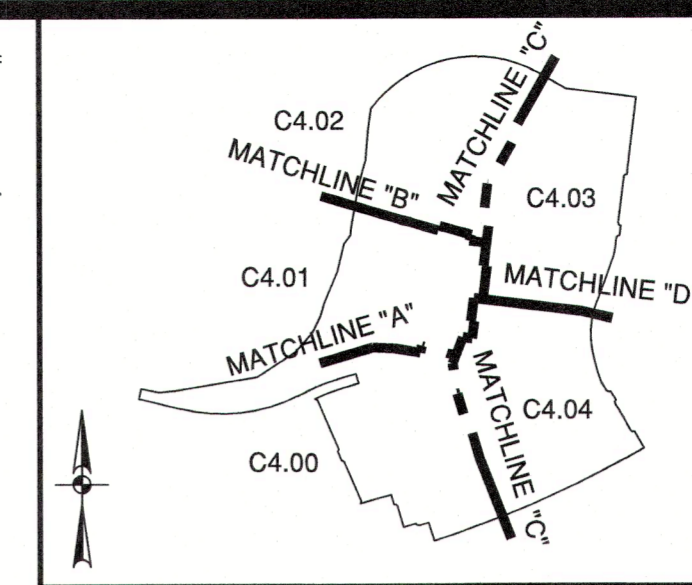 MATCHLINE "C"
C4.02
MATCHLINE "B"
C4.03
C4.01
MATCHLINE "D
MATCHLINE "A"
MATCHLINE "C"
C4.04
C4.00